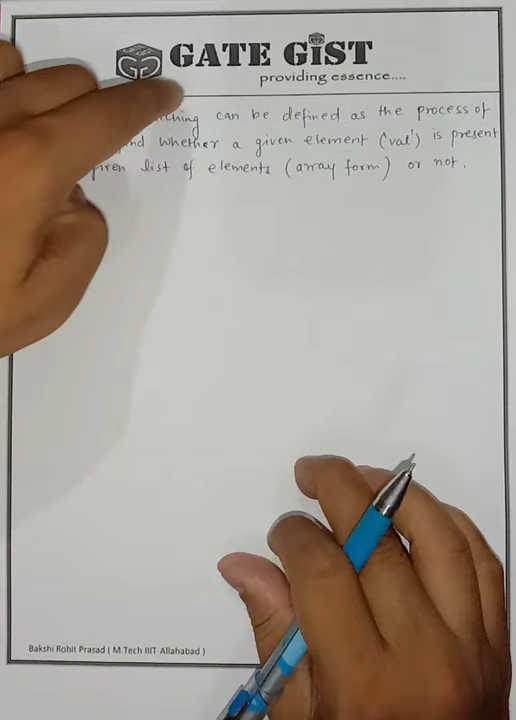 GATE GIST
providing essence....
can be defined as the process of
whether a given element ('val') is present
list of elements (array form) or not.
Bakshi Rohit Prasad ( M.Tech IIIT Allahabad )